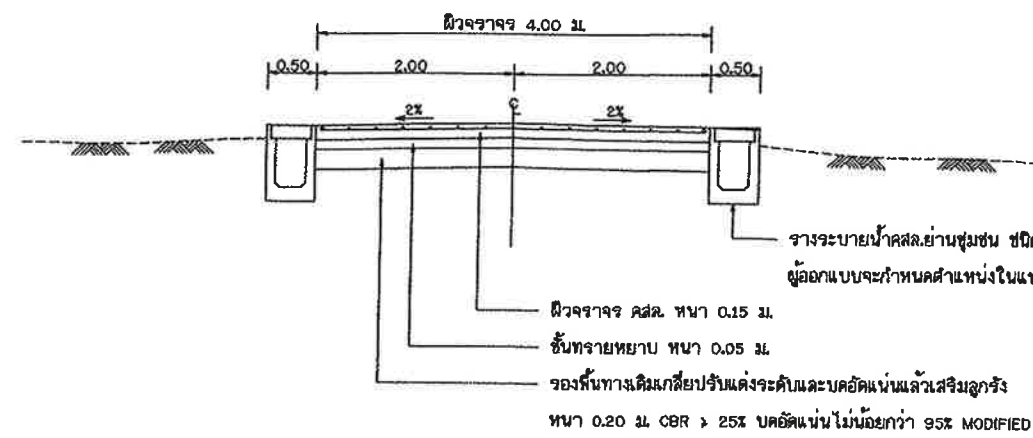 ผิวจราจร 4.00 ม.
0.50 2.00 2.00 0.50
2% 2%
รางระบายน้ำคสล.ย่านชุมชน
ผู้ออกแบบจะกำหนดตำแหน่งใน
ผิวจราจร คสล. หนา 0.15 ม.
ชั้นทรายหยาบ หนา 0.05 ม.
รองพื้นทางเดิมเกลี่ยปรับแต่งระดับและบดอัดแน่นแล้วเสริมลูกรัง
หนา 0.20 ม. CBR > 25% บดอัดแน่นไม่น้อยกว่า 95% MODIFIED